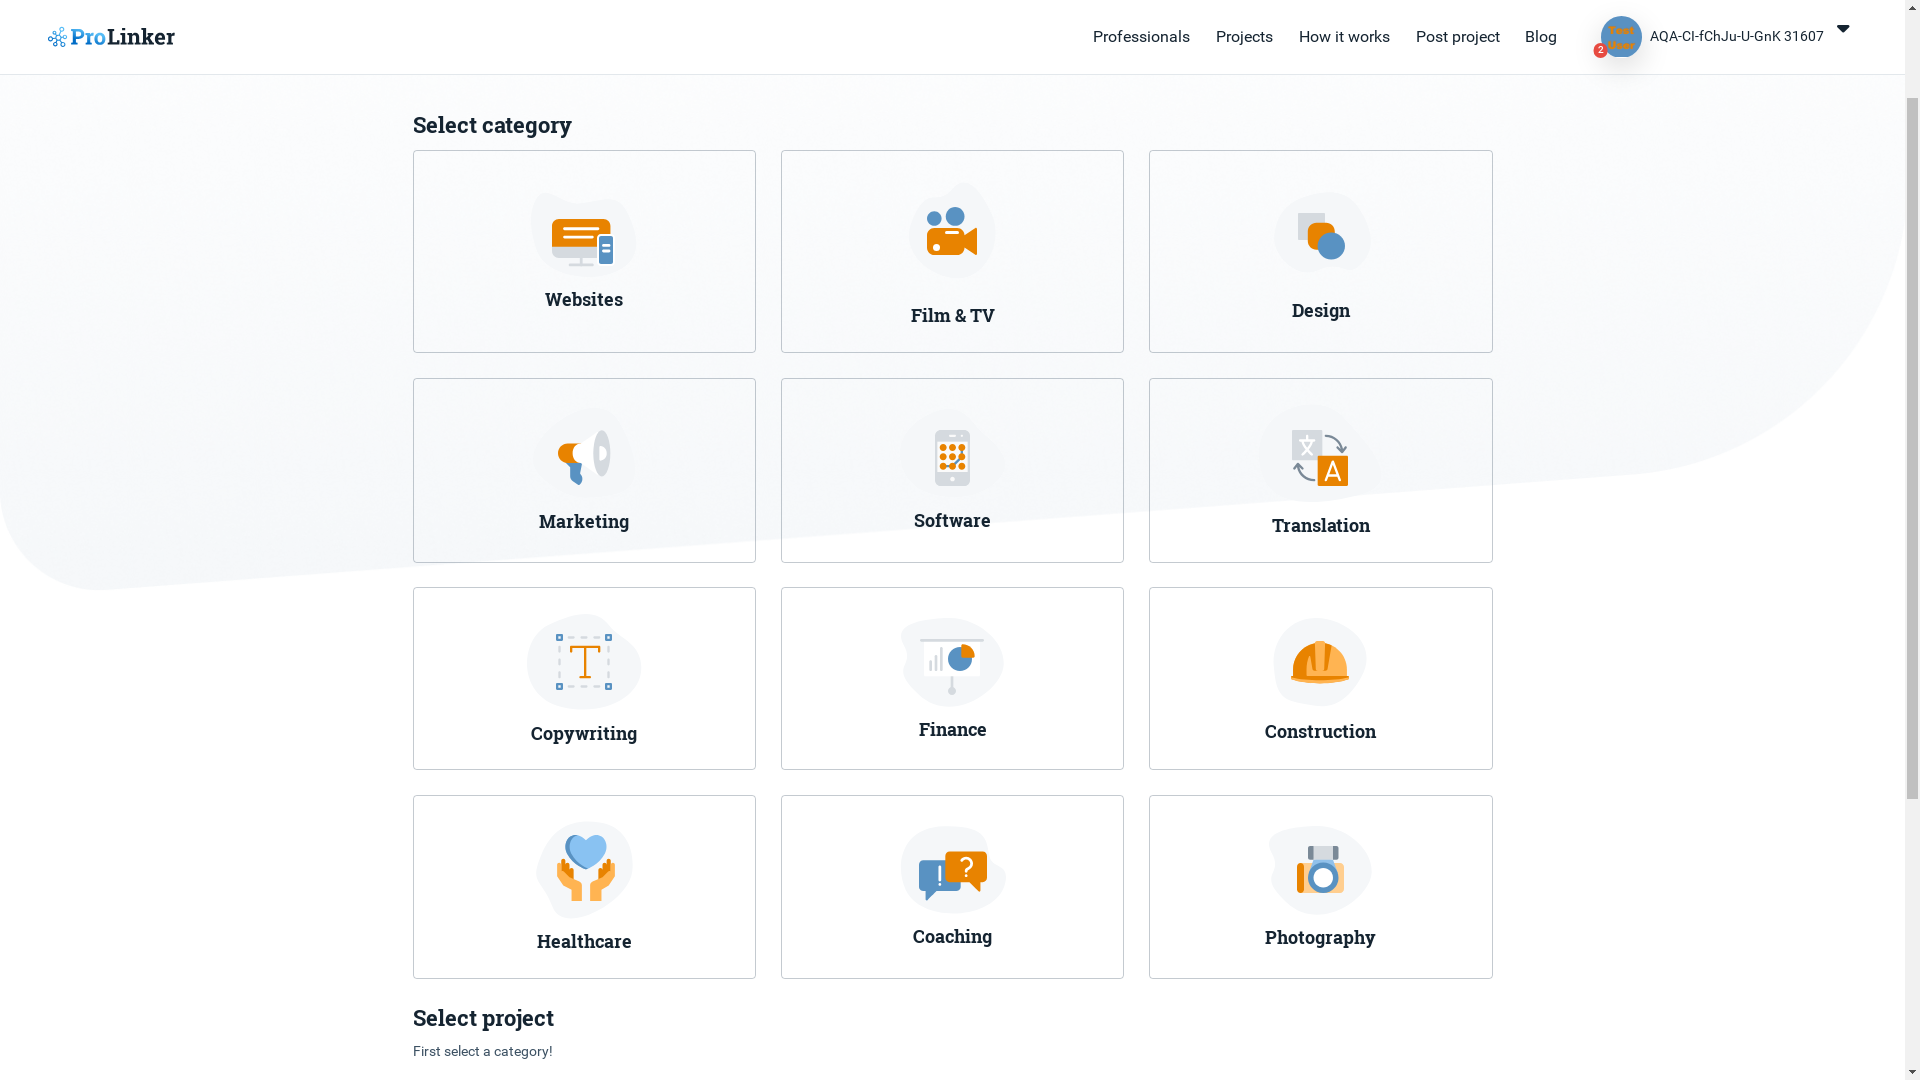 ProLinker
Professionals
Projects
How it works
Post project
Blog
Test
User
2
AQA-CI-fChJu-U-GnK 31607
Select category
Websites
Film & TV
Design
Marketing
Software
Translation
A
T
Copywriting
Finance
Construction
Healthcare
! ?
Coaching
Photography
Select project
First select a category!